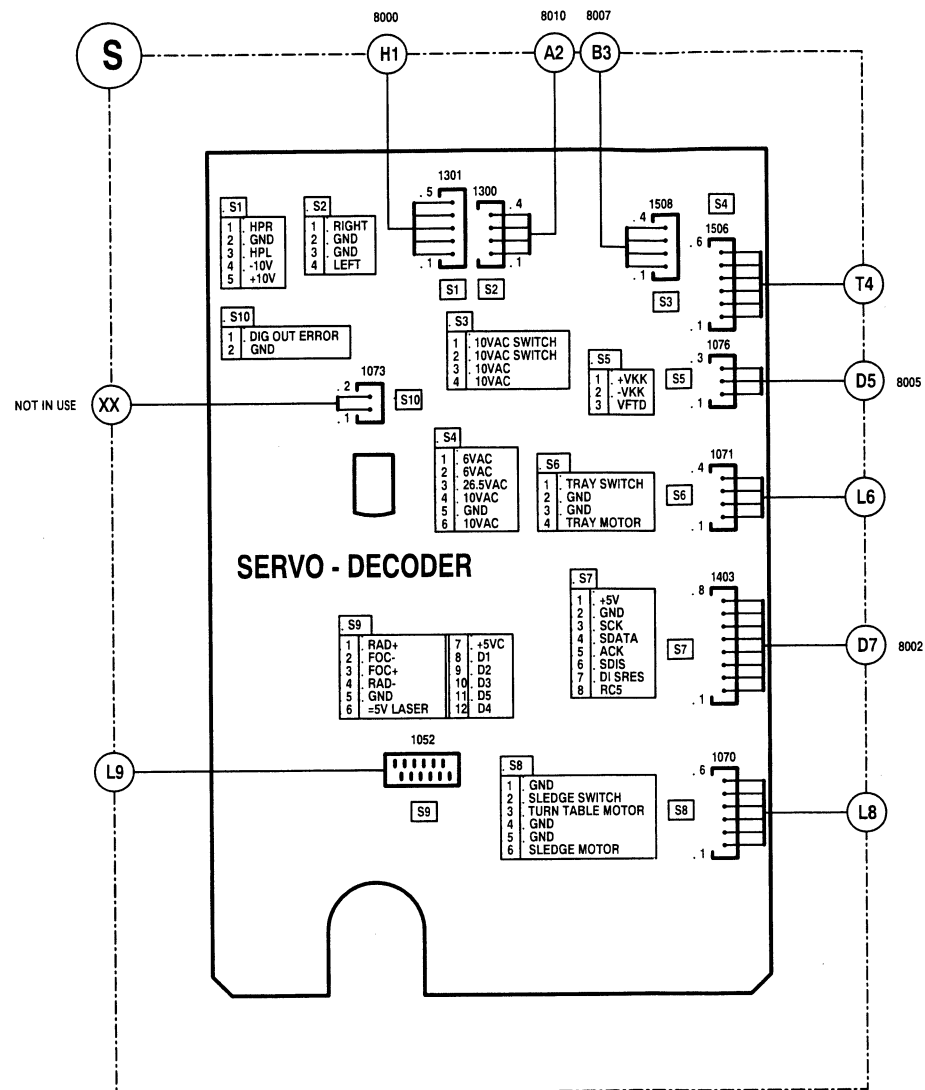 8000
8010
8007
S
H1
A2
B3
1301
1300
1508
1506
. 5
. 4
. 4
. 6
. 1
. 1
. 1
. 1
S1
S2
S3
S4
. S1
1 . HPR
2 . GND
3 . HPL
4 . -10V
5 . +10V
. S2
1 . RIGHT
2 . GND
3 . GND
4 . LEFT
T4
. S10
1 . DIG OUT ERROR
2 . GND
. S3
1 . 10VAC SWITCH
2 . 10VAC SWITCH
3 . 10VAC
4 . 10VAC
. S5
1 . +VKK
2 . -VKK
3 . VFTD
S5
1076
. 3
. 1
D5
8005
NOT IN USE
XX
1073
. 2
. 1
S10
. S4
1 . 6VAC
2 . 6VAC
3 . 26.5VAC
4 . 10VAC
5 . GND
6 . 10VAC
. S6
1 . TRAY SWITCH
2 . GND
3 . GND
4 . TRAY MOTOR
S6
1071
. 4
. 1
L6
SERVO - DECODER
. S7
1 . +5V
2 . GND
3 . SCK
4 . SDATA
5 . ACK
6 . SDIS
7 . DI SRES
8 . RC5
S7
1403
. 8
. 1
D7
8002
. S9
1 . RAD+
2 . FOC-
3 . FOC+
4 . RAD-
5 . GND
6 . =5V LASER
7 . +5VC
8 . D1
9 . D2
10 . D3
11 . D5
12 . D4
L9
1052
S9
. S8
1 . GND
2 . SLEDGE SWITCH
3 . TURN TABLE MOTOR
4 . GND
5 . GND
6 . SLEDGE MOTOR
S8
1070
. 6
. 1
L8